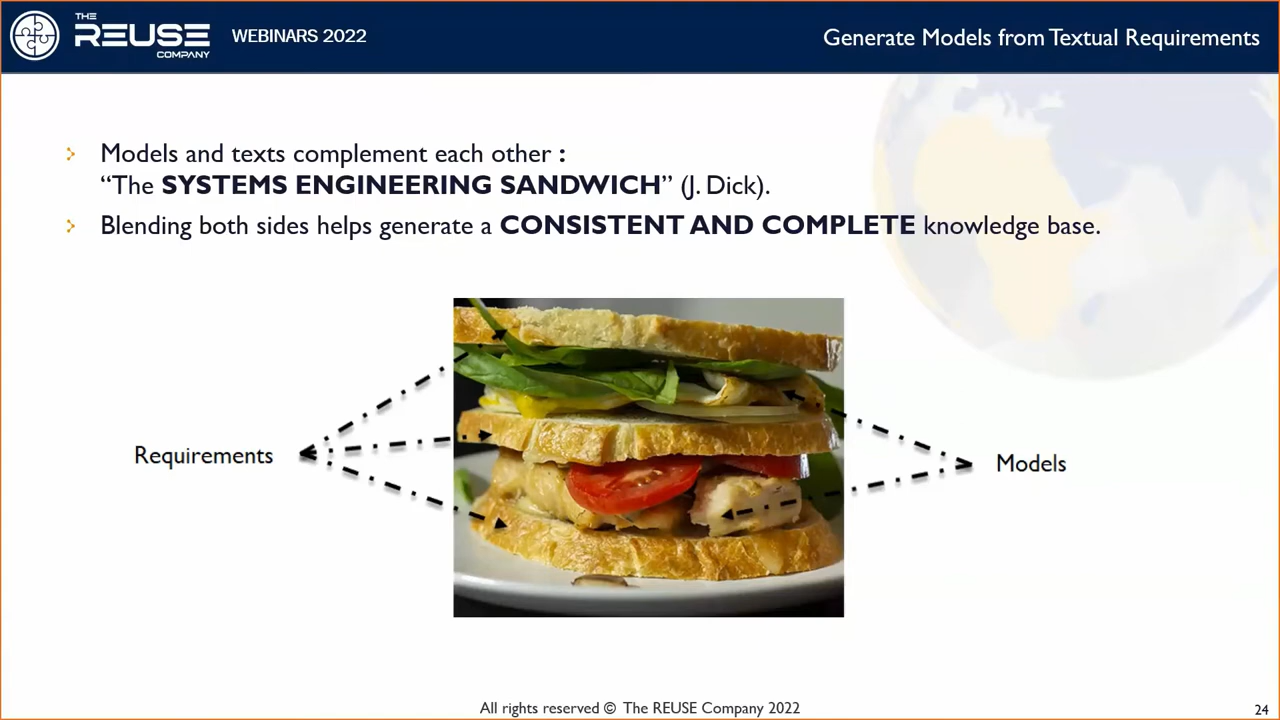 THE
REUSE
COMPANY
WEBINARS 2022
Generate Models from Textual Requirements
Models and texts complement each other :
“The SYSTEMS ENGINEERING SANDWICH” (J. Dick).
Blending both sides helps generate a CONSISTENT AND COMPLETE knowledge base.
Requirements
Models
All rights reserved © The REUSE Company 2022
24